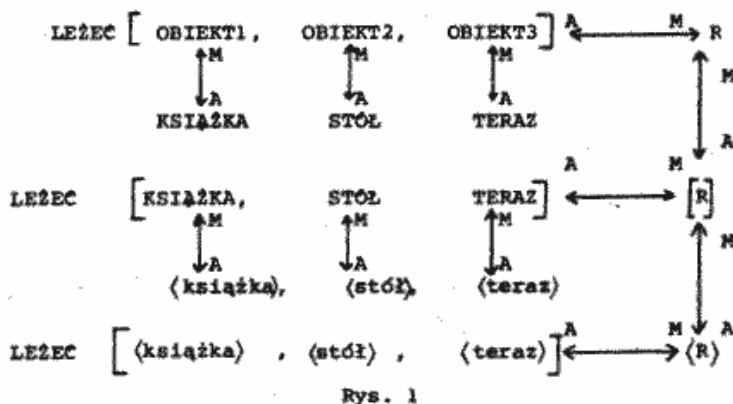 LEŻEĆ [ OBIEKT1, OBIEKT2, OBIEKT3 ] A M R
M M M M
A A A A
KSIĄŻKA STÓŁ TERAZ
A M
LEŻEĆ [ KSIĄŻKA, STÓŁ TERAZ ] [R]
M M M M
A A A
⟨książka⟩, ⟨stół⟩, ⟨teraz⟩
A M A
LEŻEĆ [ ⟨książka⟩ , ⟨stół⟩ , ⟨teraz⟩ ] ⟨R⟩
Rys. 1